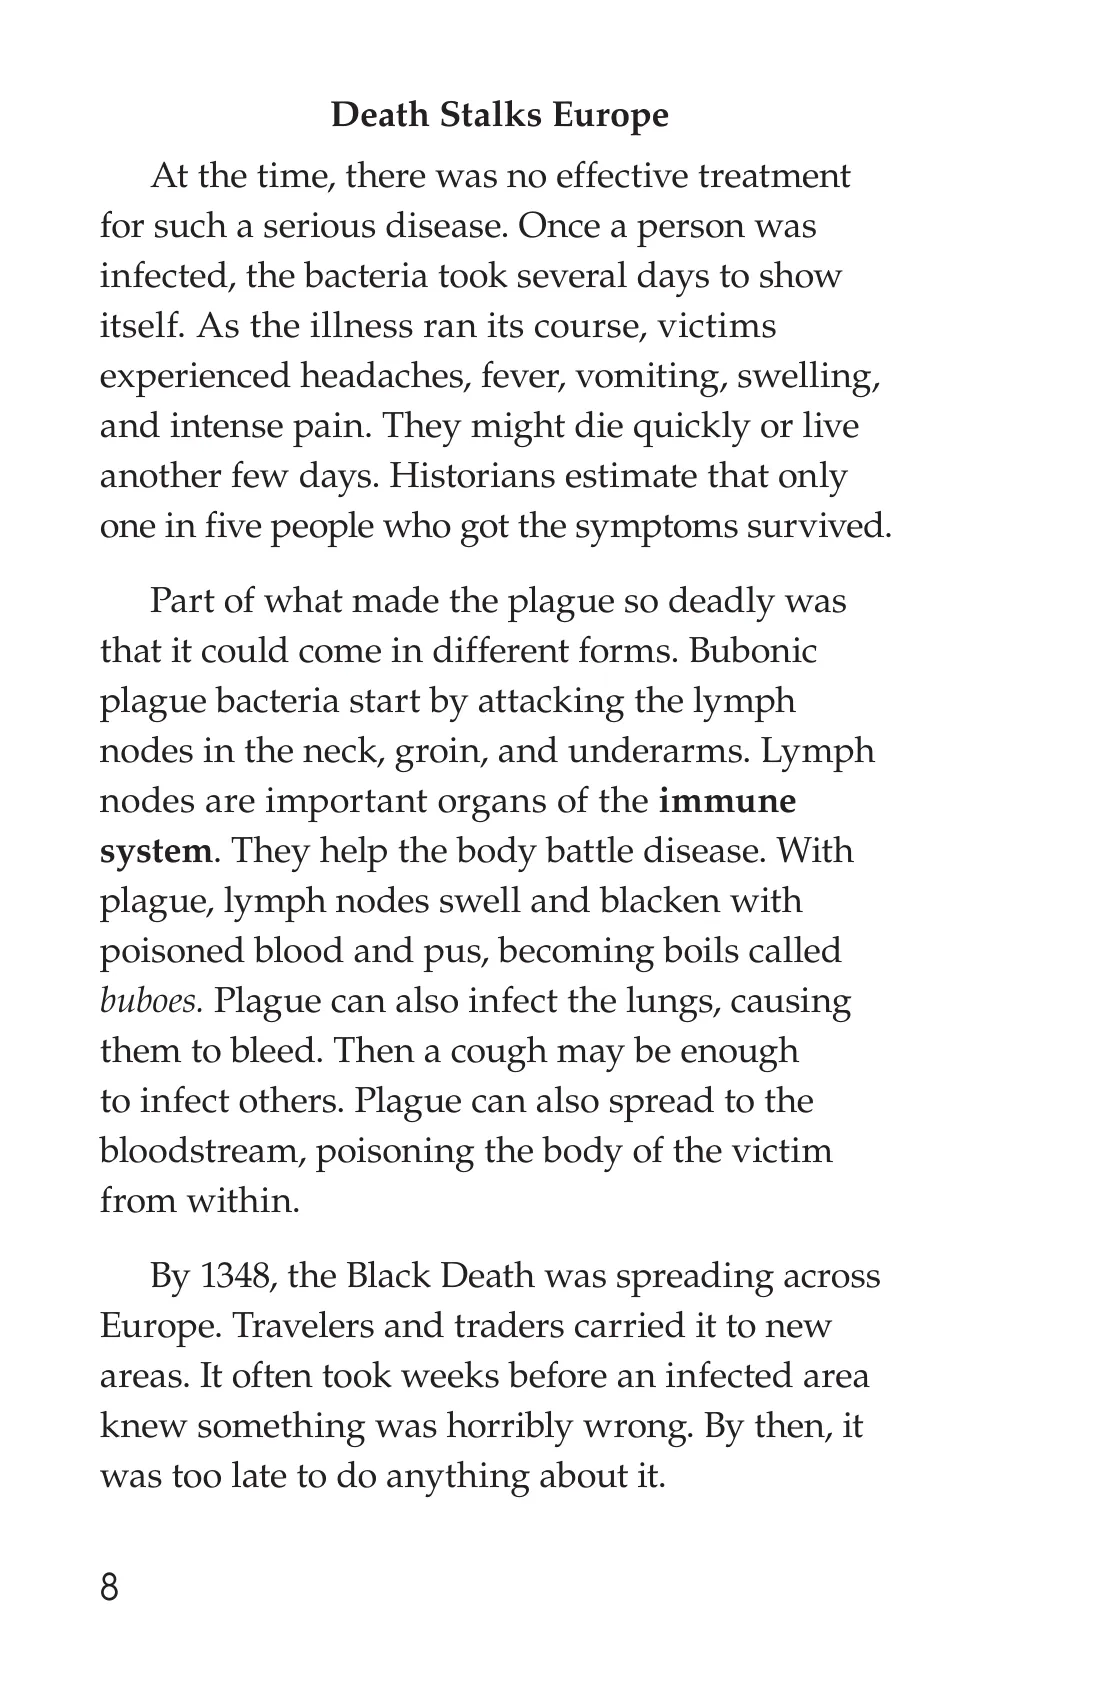 Death Stalks Europe
At the time, there was no effective treatment
for such a serious disease. Once a person was
infected, the bacteria took several days to show
itself. As the illness ran its course, victims
experienced headaches, fever, vomiting, swelling,
and intense pain. They might die quickly or live
another few days. Historians estimate that only
one in five people who got the symptoms survived.
Part of what made the plague so deadly was
that it could come in different forms. Bubonic
plague bacteria start by attacking the lymph
nodes in the neck, groin, and underarms. Lymph
nodes are important organs of the immune
system. They help the body battle disease. With
plague, lymph nodes swell and blacken with
poisoned blood and pus, becoming boils called
buboes. Plague can also infect the lungs, causing
them to bleed. Then a cough may be enough
to infect others. Plague can also spread to the
bloodstream, poisoning the body of the victim
from within.
By 1348, the Black Death was spreading across
Europe. Travelers and traders carried it to new
areas. It often took weeks before an infected area
knew something was horribly wrong. By then, it
was too late to do anything about it.
8